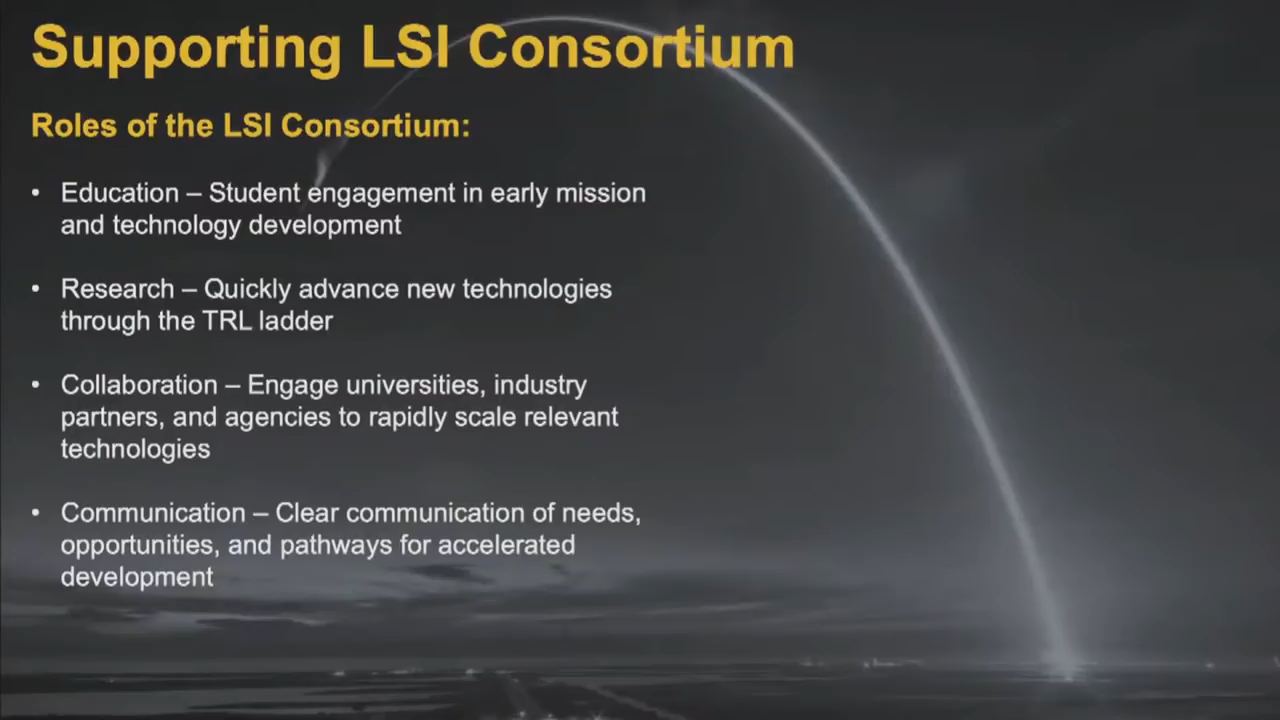 Supporting LSI Consortium
Roles of the LSI Consortium:
• Education – Student engagement in early mission
and technology development
• Research – Quickly advance new technologies
through the TRL ladder
• Collaboration – Engage universities, industry
partners, and agencies to rapidly scale relevant
technologies
• Communication – Clear communication of needs,
opportunities, and pathways for accelerated
development